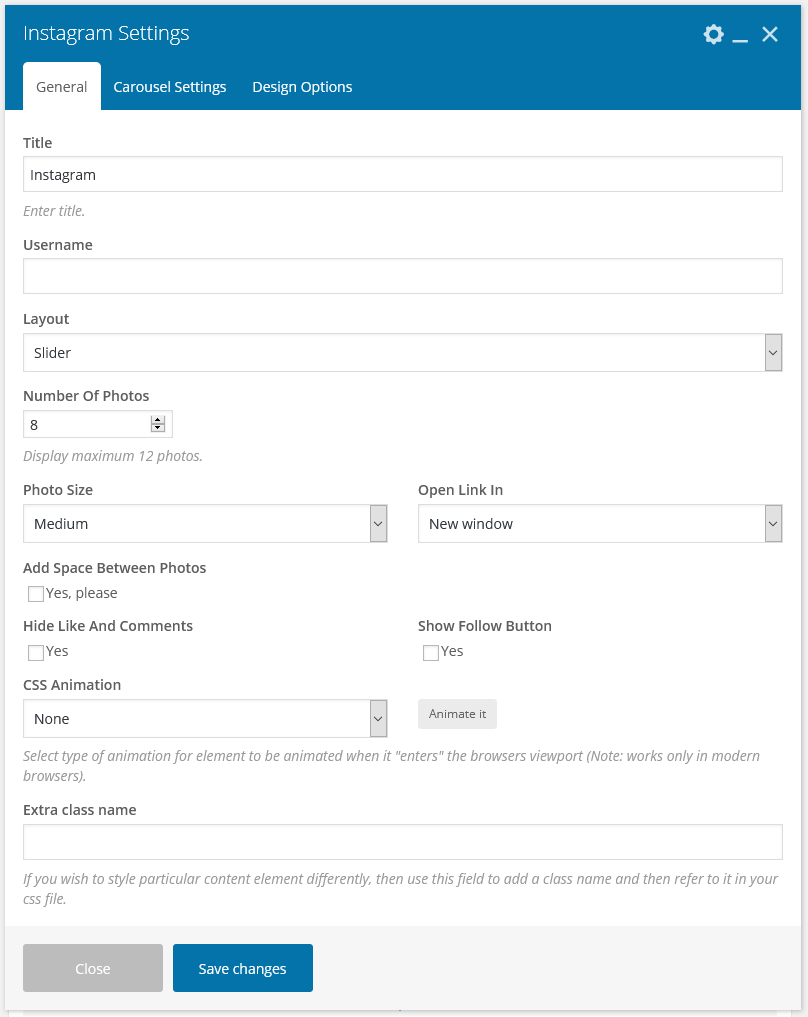 Instagram Settings
General Carousel Settings Design Options
Title
Instagram
Enter title.
Username
Layout
Slider
Number Of Photos
8
Display maximum 12 photos.
Photo Size Open Link In
Medium New window
Add Space Between Photos
Yes, please
Hide Like And Comments Show Follow Button
Yes Yes
CSS Animation
None Animate it
Select type of animation for element to be animated when it "enters" the browsers viewport (Note: works only in modern
browsers).
Extra class name
If you wish to style particular content element differently, then use this field to add a class name and then refer to it in your
css file.
Close Save changes